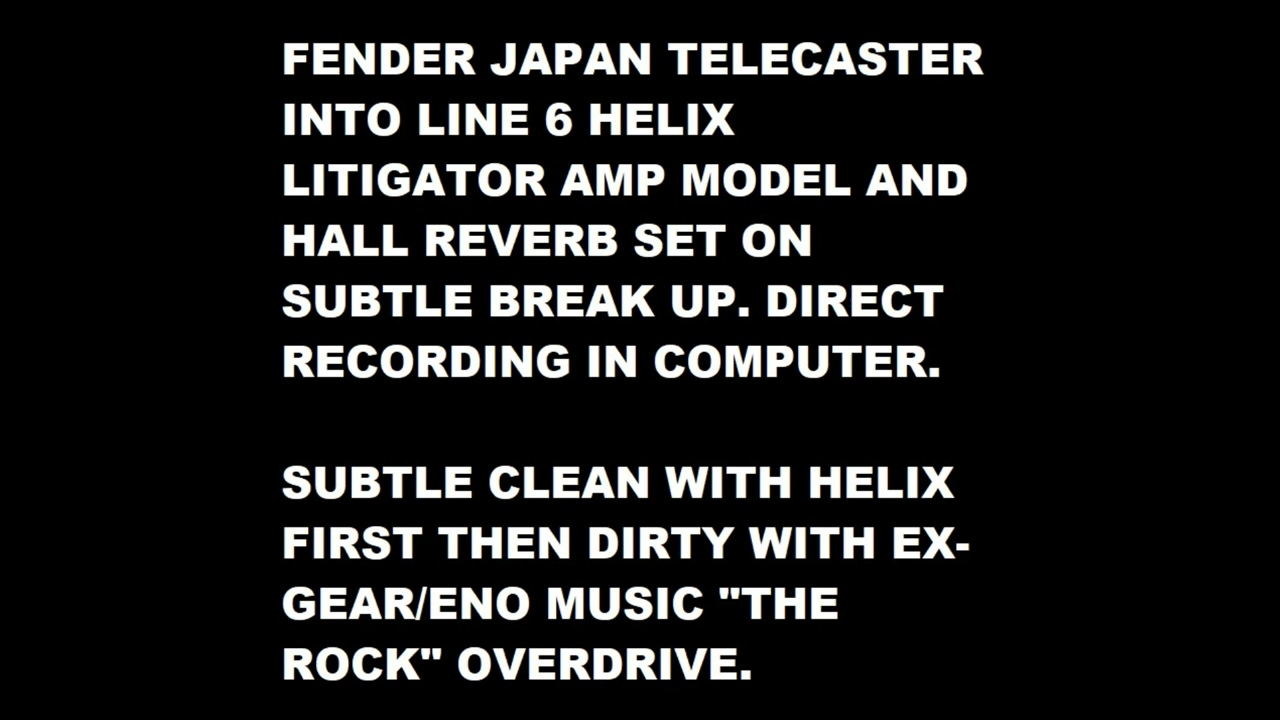 FENDER JAPAN TELECASTER
INTO LINE 6 HELIX
LITIGATOR AMP MODEL AND
HALL REVERB SET ON
SUBTLE BREAK UP. DIRECT
RECORDING IN COMPUTER.
SUBTLE CLEAN WITH HELIX
FIRST THEN DIRTY WITH EX-
GEAR/ENO MUSIC "THE
ROCK" OVERDRIVE.